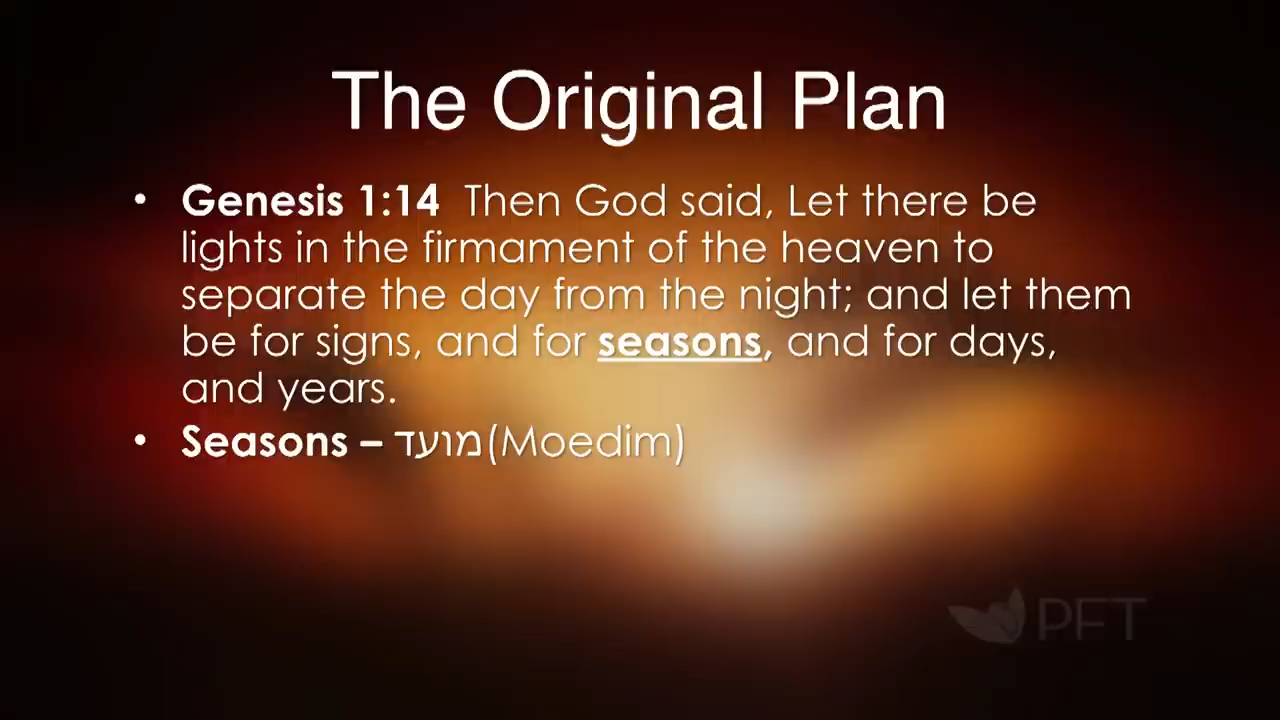 The Original Plan
• Genesis 1:14 Then God said, Let there be
lights in the firmament of the heaven to
separate the day from the night; and let them
be for signs, and for seasons, and for days,
and years.
• Seasons – מועד(Moedim)
PFT